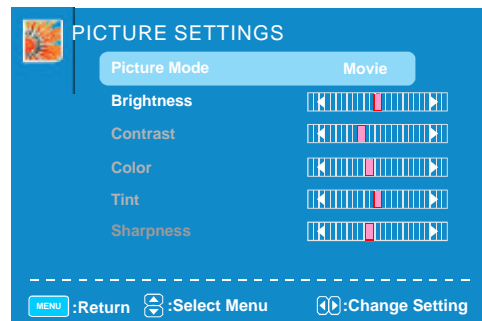 PICTURE SETTINGS
Picture Mode Movie
Brightness
Contrast
Color
Tint
Sharpness
MENU :Return :Select Menu :Change Setting